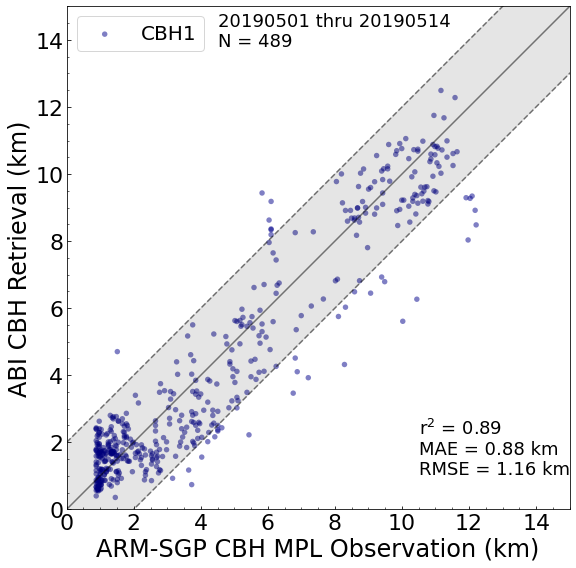 CBH1
20190501 thru 20190514
N = 489
14
12
10
8
6
4
2
0
ABI CBH Retrieval (km)
r² = 0.89
MAE = 0.88 km
RMSE = 1.16 km
0 2 4 6 8 10 12 14
ARM-SGP CBH MPL Observation (km)